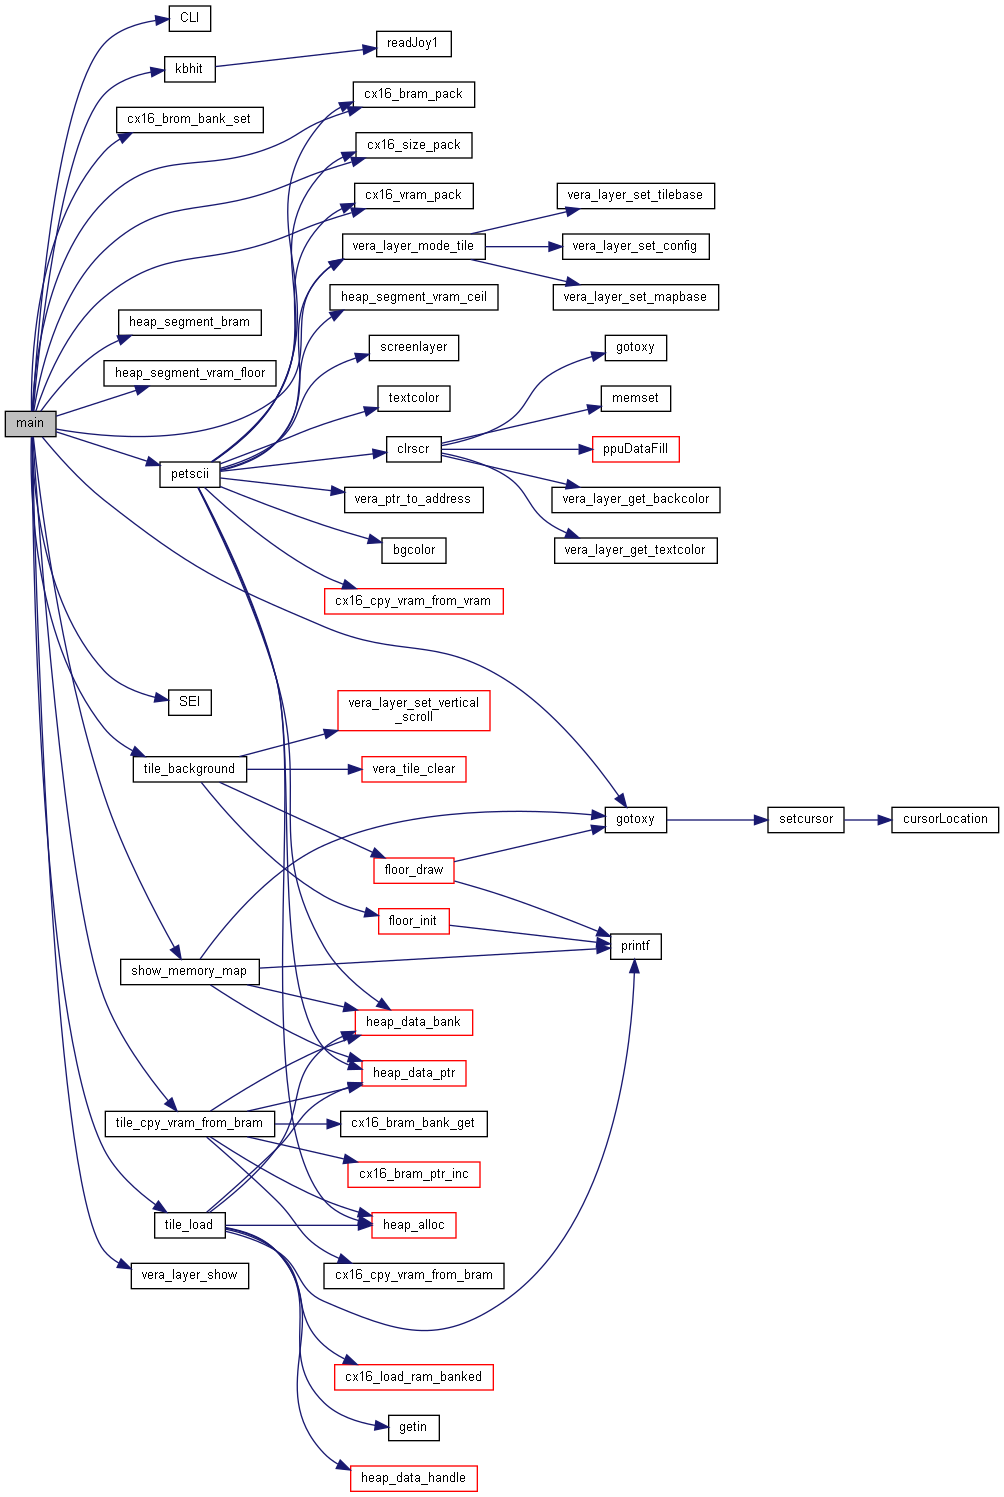 CLI
readJoy1
kbhit
cx16_bram_pack
cx16_brom_bank_set
cx16_size_pack
cx16_vram_pack
vera_layer_set_tilebase
vera_layer_mode_tile
vera_layer_set_config
heap_segment_vram_ceil
vera_layer_set_mapbase
heap_segment_bram
screenlayer
gotoxy
heap_segment_vram_floor
textcolor
memset
main
clrscr
ppuDataFill
petscii
vera_ptr_to_address
vera_layer_get_backcolor
bgcolor
vera_layer_get_textcolor
cx16_cpy_vram_from_vram
SEI
vera_layer_set_vertical
_scroll
tile_background
vera_tile_clear
gotoxy
setcursor
cursorLocation
floor_draw
floor_init
printf
show_memory_map
heap_data_bank
heap_data_ptr
tile_cpy_vram_from_bram
cx16_bram_bank_get
cx16_bram_ptr_inc
tile_load
heap_alloc
vera_layer_show
cx16_cpy_vram_from_bram
cx16_load_ram_banked
getin
heap_data_handle